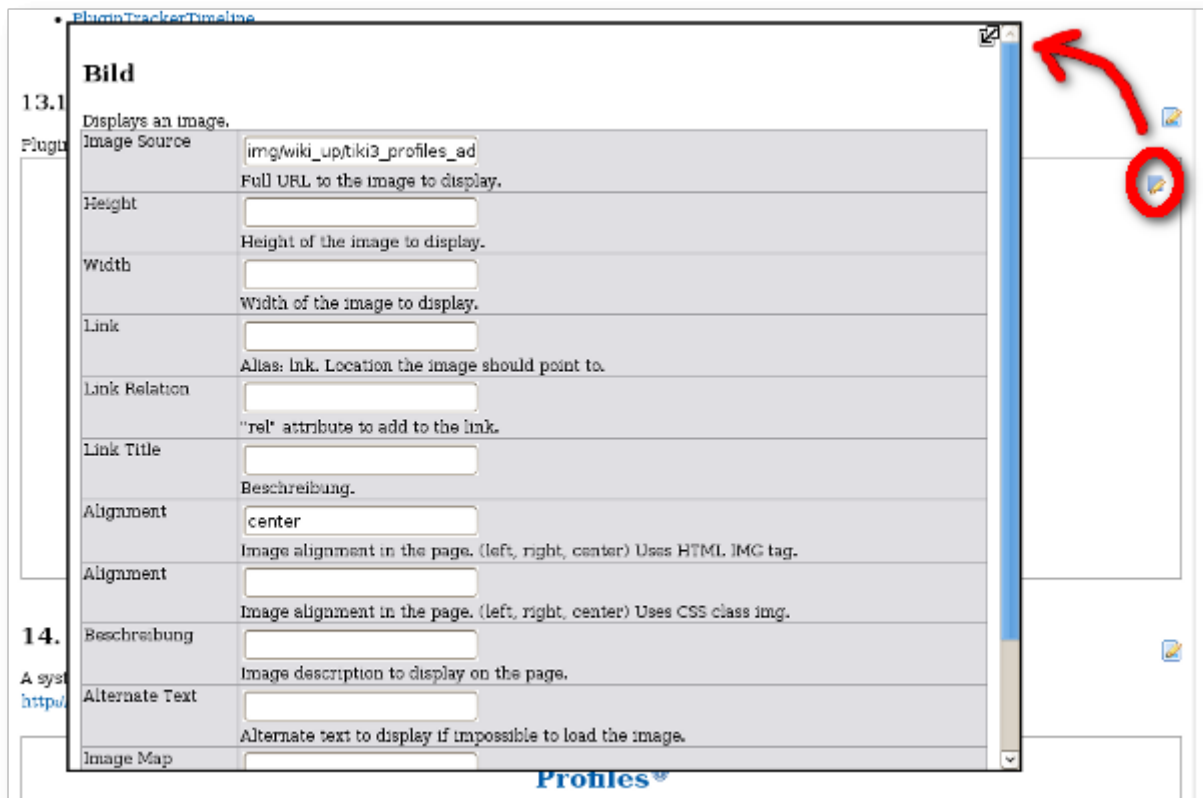 PluginTrackerTimeline
Bild
13.1
Displays an image.
Plugin
Image Source
img/wiki_up/tiki3_profiles_ad
Full URL to the image to display.
Height
Height of the image to display.
Width
Width of the image to display.
Link
Alias: lnk. Location the image should point to.
Link Relation
"rel" attribute to add to the link.
Link Title
Beschreibung.
Alignment
center
Image alignment in the page. (left, right, center) Uses HTML IMG tag.
Alignment
Image alignment in the page. (left, right, center) Uses CSS class img.
14.
Beschreibung
Image description to display on the page.
A syst
http:/
Alternate Text
Alternate text to display if impossible to load the image.
Image Map
Profiles